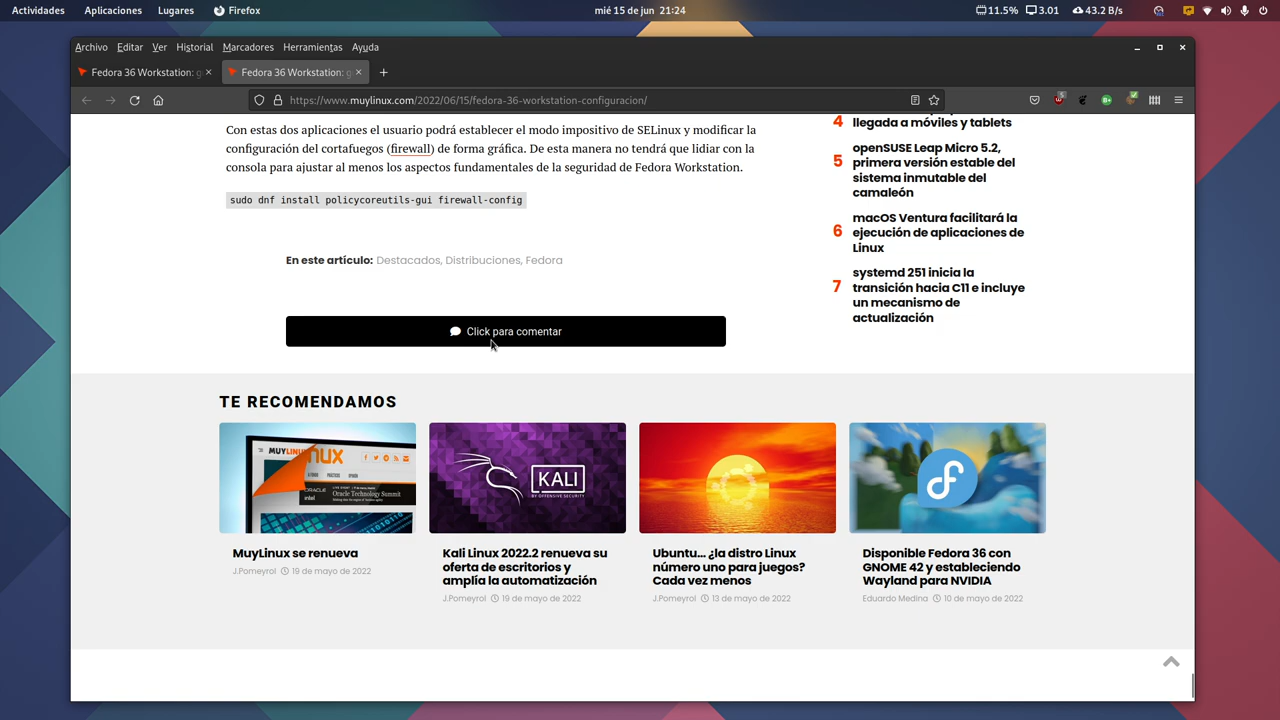 Actividades Aplicaciones Lugares Firefox mié 15 de jun 21:24 11.5% 3.01 43.2 B/s
Archivo Editar Ver Historial Marcadores Herramientas Ayuda
Fedora 36 Workstation: g Fedora 36 Workstation: g
https://www.muylinux.com/2022/06/15/fedora-36-workstation-configuracion/
Con estas dos aplicaciones el usuario podrá establecer el modo impositivo de SELinux y modificar la
configuración del cortafuegos (firewall) de forma gráfica. De esta manera no tendrá que lidiar con la
consola para ajustar al menos los aspectos fundamentales de la seguridad de Fedora Workstation.
sudo dnf install policycoreutils-gui firewall-config
En este artículo: Destacados, Distribuciones, Fedora
Click para comentar
4 llegada a móviles y tablets
5 openSUSE Leap Micro 5.2,
primera versión estable del
sistema inmutable del
camaleón
6 macOS Ventura facilitará la
ejecución de aplicaciones de
Linux
7 systemd 251 inicia la
transición hacia C11 e incluye
un mecanismo de
actualización
TE RECOMENDAMOS
MUYLINUX
Oracle Technology Summit
KALI
BY OFFENSIVE SECURITY
MuyLinux se renueva
J.Pomeyrol 19 de mayo de 2022
Kali Linux 2022.2 renueva su
oferta de escritorios y
amplía la automatización
J.Pomeyrol 19 de mayo de 2022
Ubuntu... ¿la distro Linux
número uno para juegos?
Cada vez menos
J.Pomeyrol 13 de mayo de 2022
Disponible Fedora 36 con
GNOME 42 y estableciendo
Wayland para NVIDIA
Eduardo Medina 10 de mayo de 2022